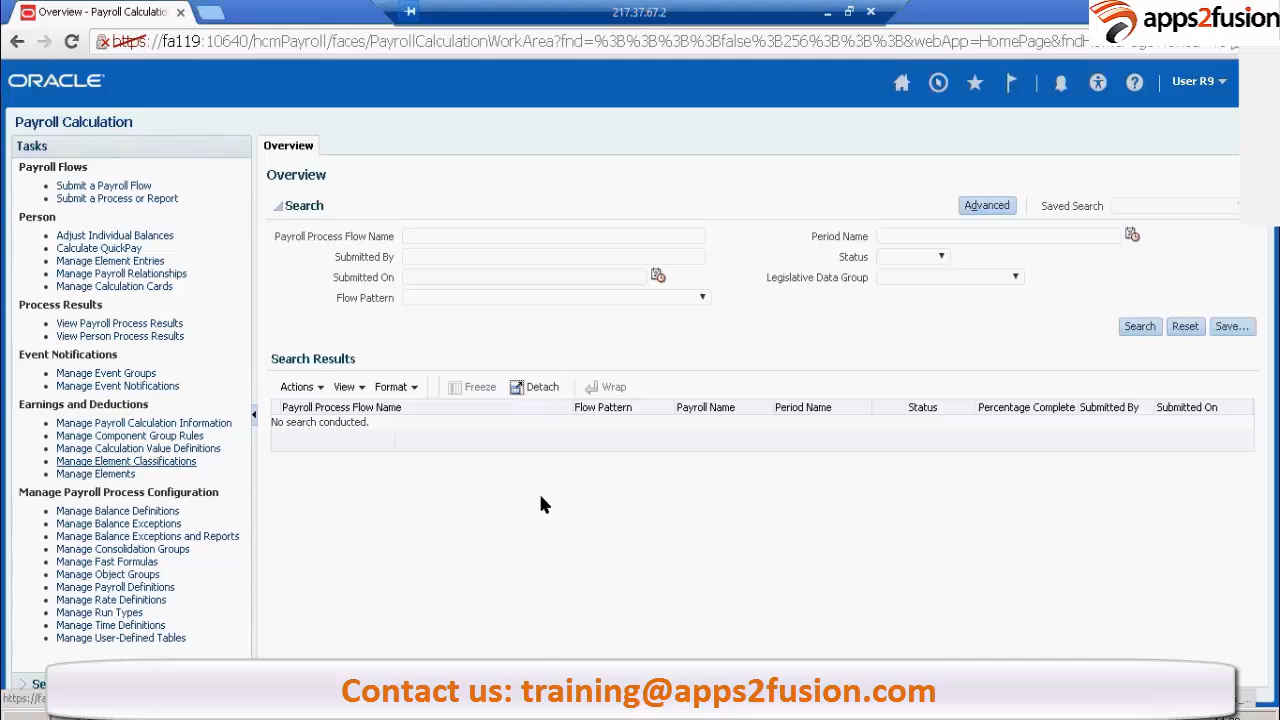 Overview - Payroll Calculatio
217.37.67.2
apps2fusion
https://fa119:10640/hcmPayroll/faces/PayrollCalculationWorkArea?fnd=%3B%3B%3B%3Bfalse%3B256%3B%3B%3B&webApp=HomePage&fnd
ORACLE
User R9
Payroll Calculation
Tasks
Payroll Flows
Submit a Payroll Flow
Submit a Process or Report
Person
Adjust Individual Balances
Calculate QuickPay
Manage Element Entries
Manage Payroll Relationships
Manage Calculation Cards
Process Results
View Payroll Process Results
View Person Process Results
Event Notifications
Manage Event Groups
Manage Event Notifications
Earnings and Deductions
Manage Payroll Calculation Information
Manage Component Group Rules
Manage Calculation Value Definitions
Manage Element Classifications
Manage Elements
Manage Payroll Process Configuration
Manage Balance Definitions
Manage Balance Exceptions
Manage Balance Exceptions and Reports
Manage Consolidation Groups
Manage Fast Formulas
Manage Object Groups
Manage Payroll Definitions
Manage Rate Definitions
Manage Run Types
Manage Time Definitions
Manage User-Defined Tables
Se
https://fa
Overview
Overview
Search
Advanced Saved Search
Payroll Process Flow Name Period Name
Submitted By Status
Submitted On Legislative Data Group
Flow Pattern
Search Reset Save...
Search Results
Actions View Format Freeze Detach Wrap
Payroll Process Flow Name Flow Pattern Payroll Name Period Name Status Percentage Complete Submitted By Submitted On
No search conducted.
Contact us: training@apps2fusion.com